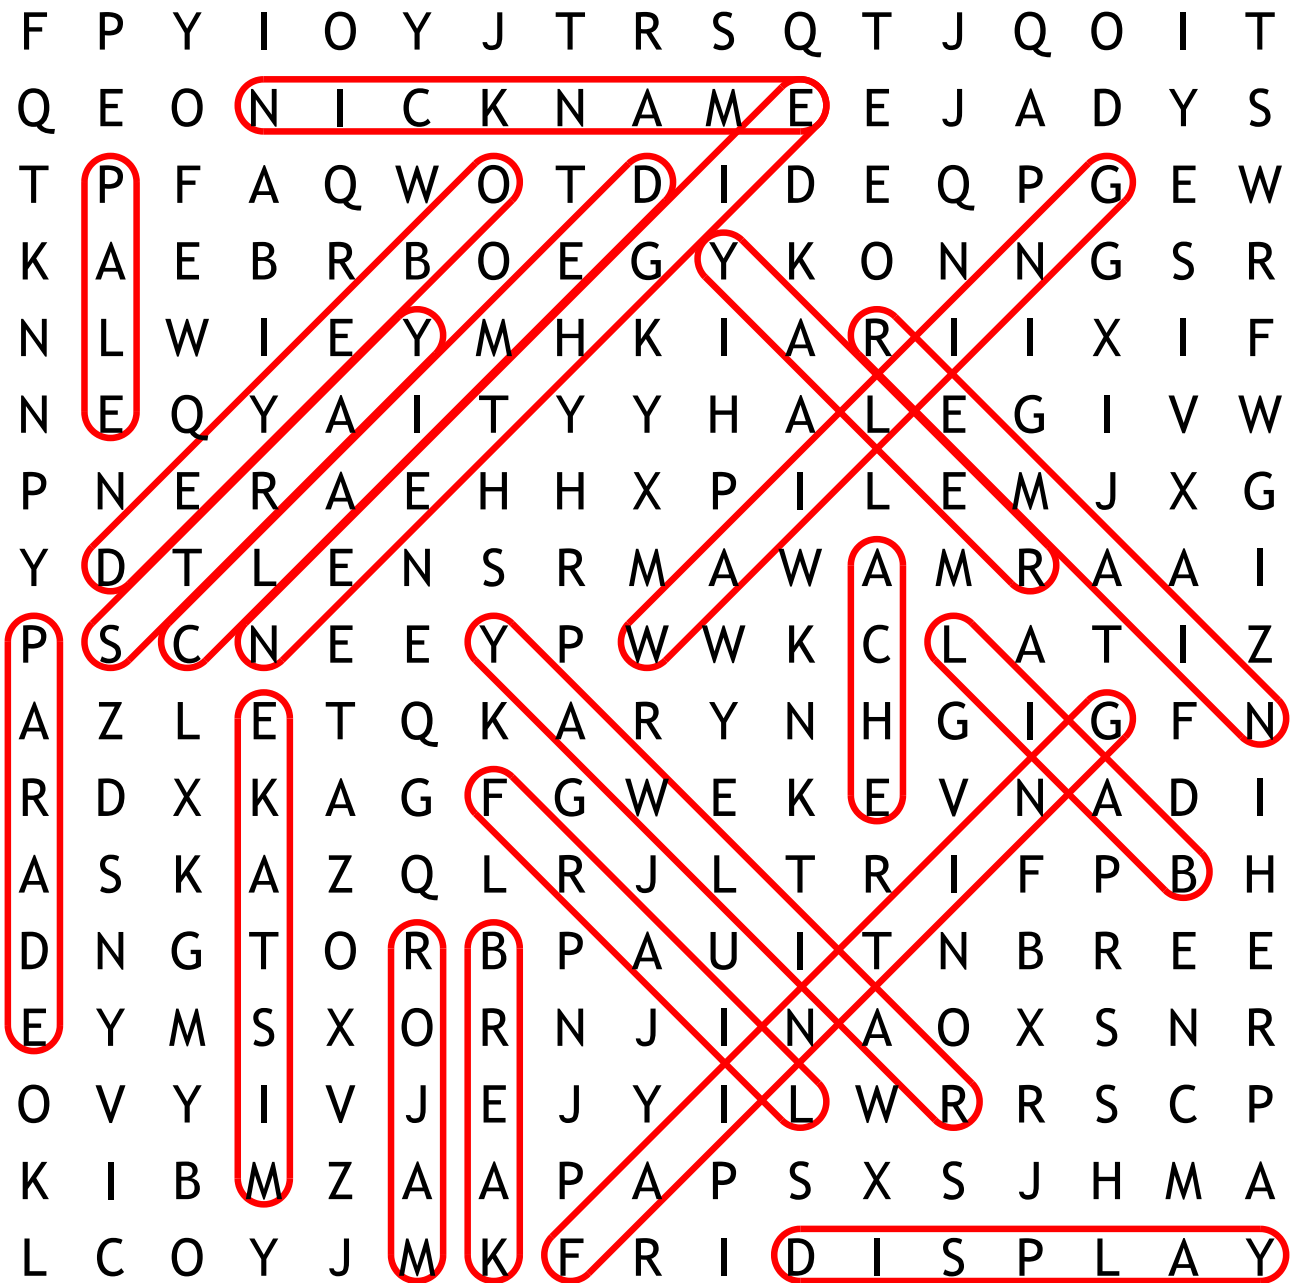 F P Y I O Y J T R S Q T J Q O I T
Q E O N I C K N A M E E J A D Y S
T P F A Q W O T D I D E Q P G E W
K A E B R B O E G Y K O N N G S R
N L W I E Y M H K I A R I I X I F
N E Q Y A I T Y Y H A L E G I V W
P N E R A E H H X P I L E M J X G
Y D T L E N S R M A W A M R A A I
P S C N E E Y P W W K C L A T I Z
A Z L E T Q K A R Y N H G I G F N
R D X K A G F G W E K E V N A D I
A S K A Z Q L R J L T R I F P B H
D N G T O R B P A U I T N B R E E
E Y M S X O R N J I N A O X S N R
O V Y I V J E J Y I L W R R S C P
K I B M Z A A P A P S X S J H M A
L C O Y J M K F R I D I S P L A Y